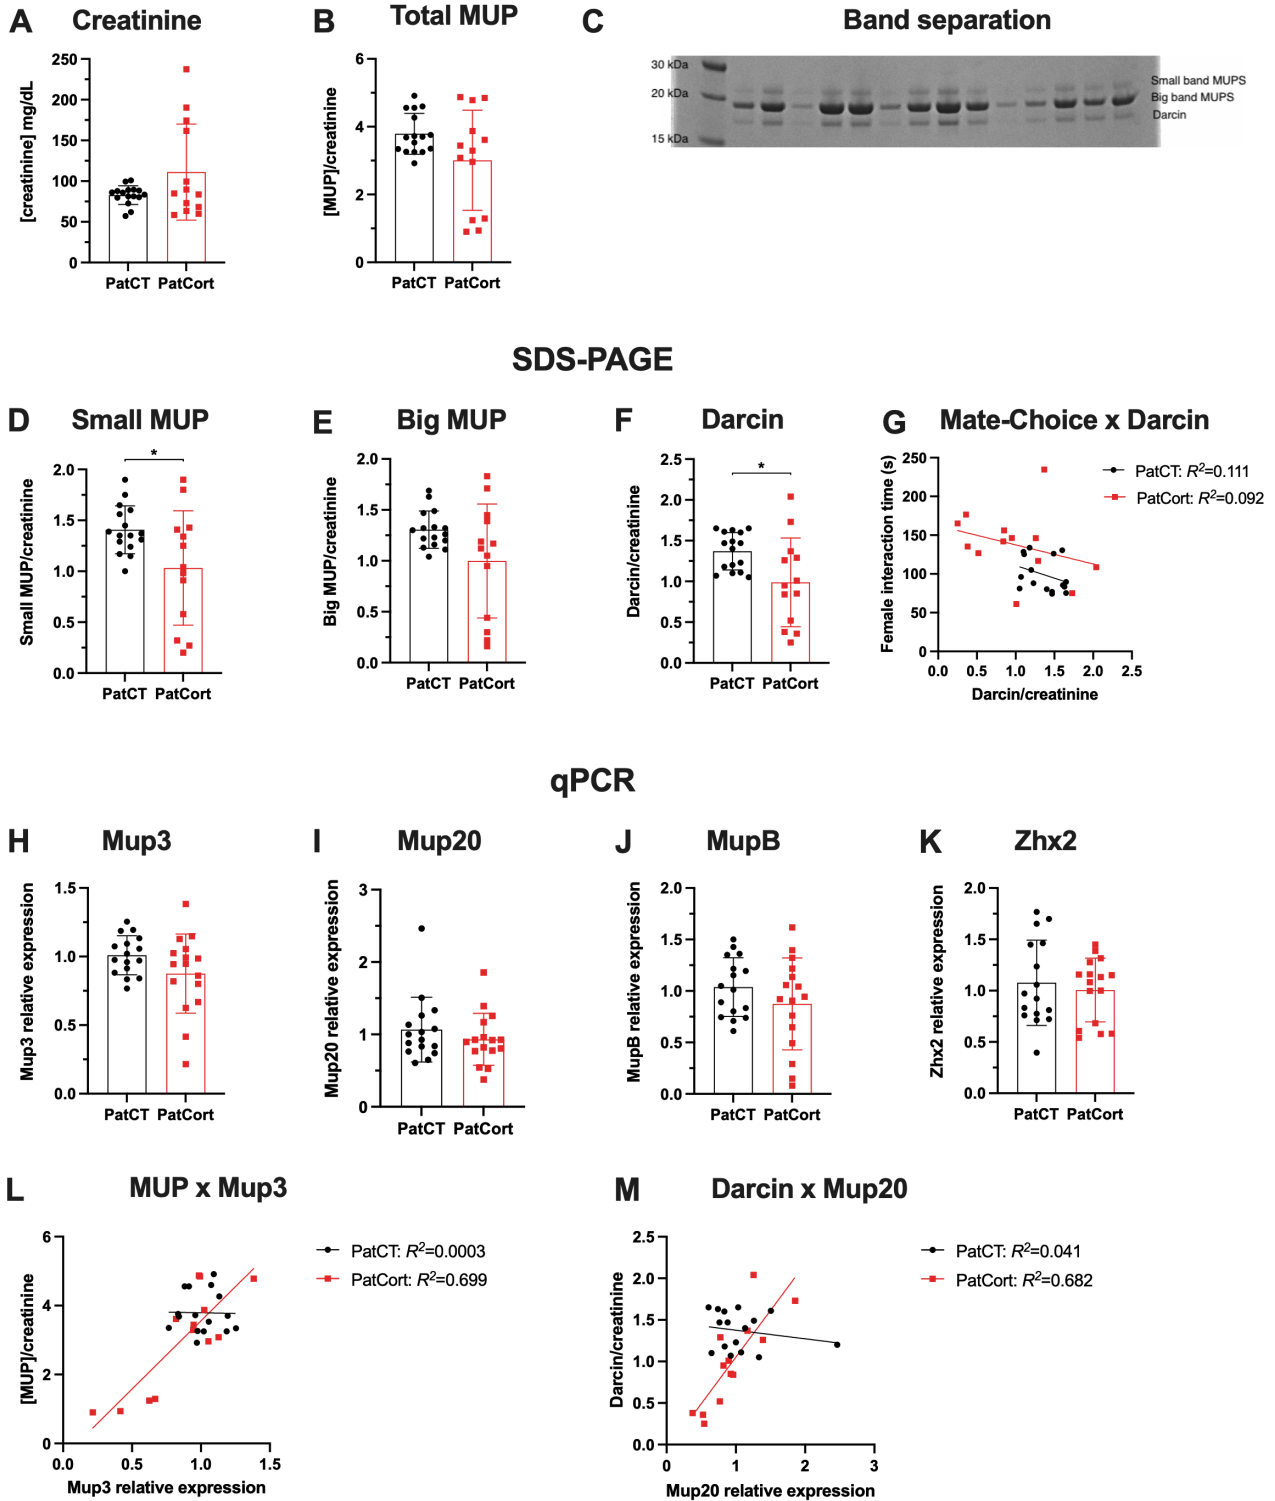 A Creatinine
[creatinine] mg/dL
250
200
150
100
50
0
PatCT PatCort
B Total MUP
[MUP]/creatinine
6
4
2
0
PatCT PatCort
C Band separation
30 kDa
20 kDa
15 kDa
Small band MUPS
Big band MUPS
Darcin
SDS-PAGE
D Small MUP
Small MUP/creatinine
2.0
1.5
1.0
0.5
0.0
*
PatCT PatCort
E Big MUP
Big MUP/creatinine
2.0
1.5
1.0
0.5
0.0
PatCT PatCort
F Darcin
Darcin/creatinine
2.5
2.0
1.5
1.0
0.5
0.0
*
PatCT PatCort
G Mate-Choice x Darcin
Female interaction time (s)
250
200
150
100
50
0
0.0 0.5 1.0 1.5 2.0 2.5
Darcin/creatinine
PatCT: R²=0.111
PatCort: R²=0.092
qPCR
H Mup3
Mup3 relative expression
1.5
1.0
0.5
0.0
PatCT PatCort
I Mup20
Mup20 relative expression
3
2
1
0
PatCT PatCort
J MupB
MupB relative expression
2.0
1.5
1.0
0.5
0.0
PatCT PatCort
K Zhx2
Zhx2 relative expression
2.0
1.5
1.0
0.5
0.0
PatCT PatCort
L MUP x Mup3
[MUP]/creatinine
6
4
2
0
0.0 0.5 1.0 1.5
Mup3 relative expression
PatCT: R²=0.0003
PatCort: R²=0.699
M Darcin x Mup20
Darcin/creatinine
2.5
2.0
1.5
1.0
0.5
0.0
0 1 2 3
Mup20 relative expression
PatCT: R²=0.041
PatCort: R²=0.682